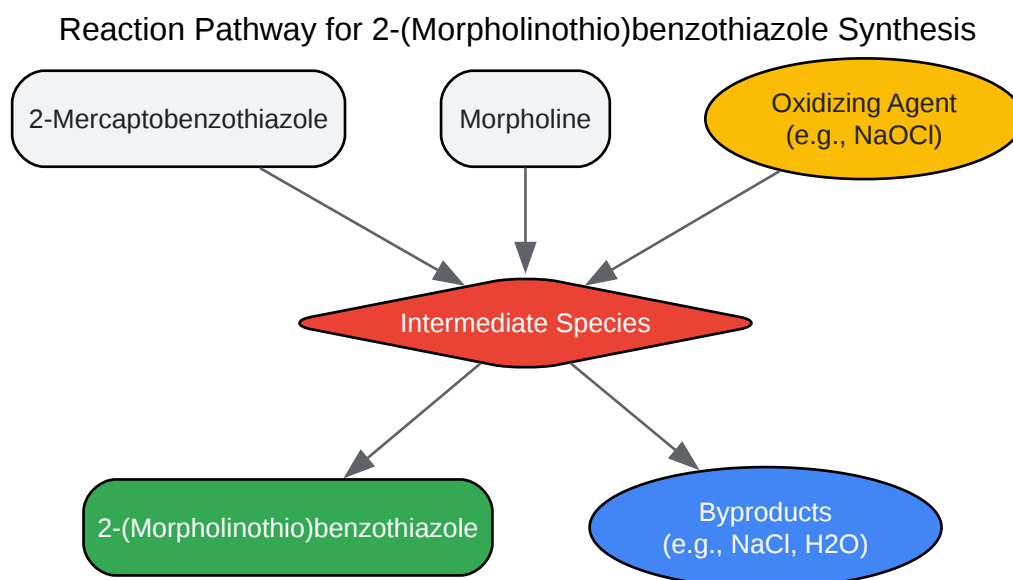 Reaction Pathway for 2-(Morpholinothio)benzothiazole Synthesis
2-Mercaptobenzothiazole
Morpholine
Oxidizing Agent
(e.g., NaOCl)
Intermediate Species
2-(Morpholinothio)benzothiazole
Byproducts
(e.g., NaCl, H2O)